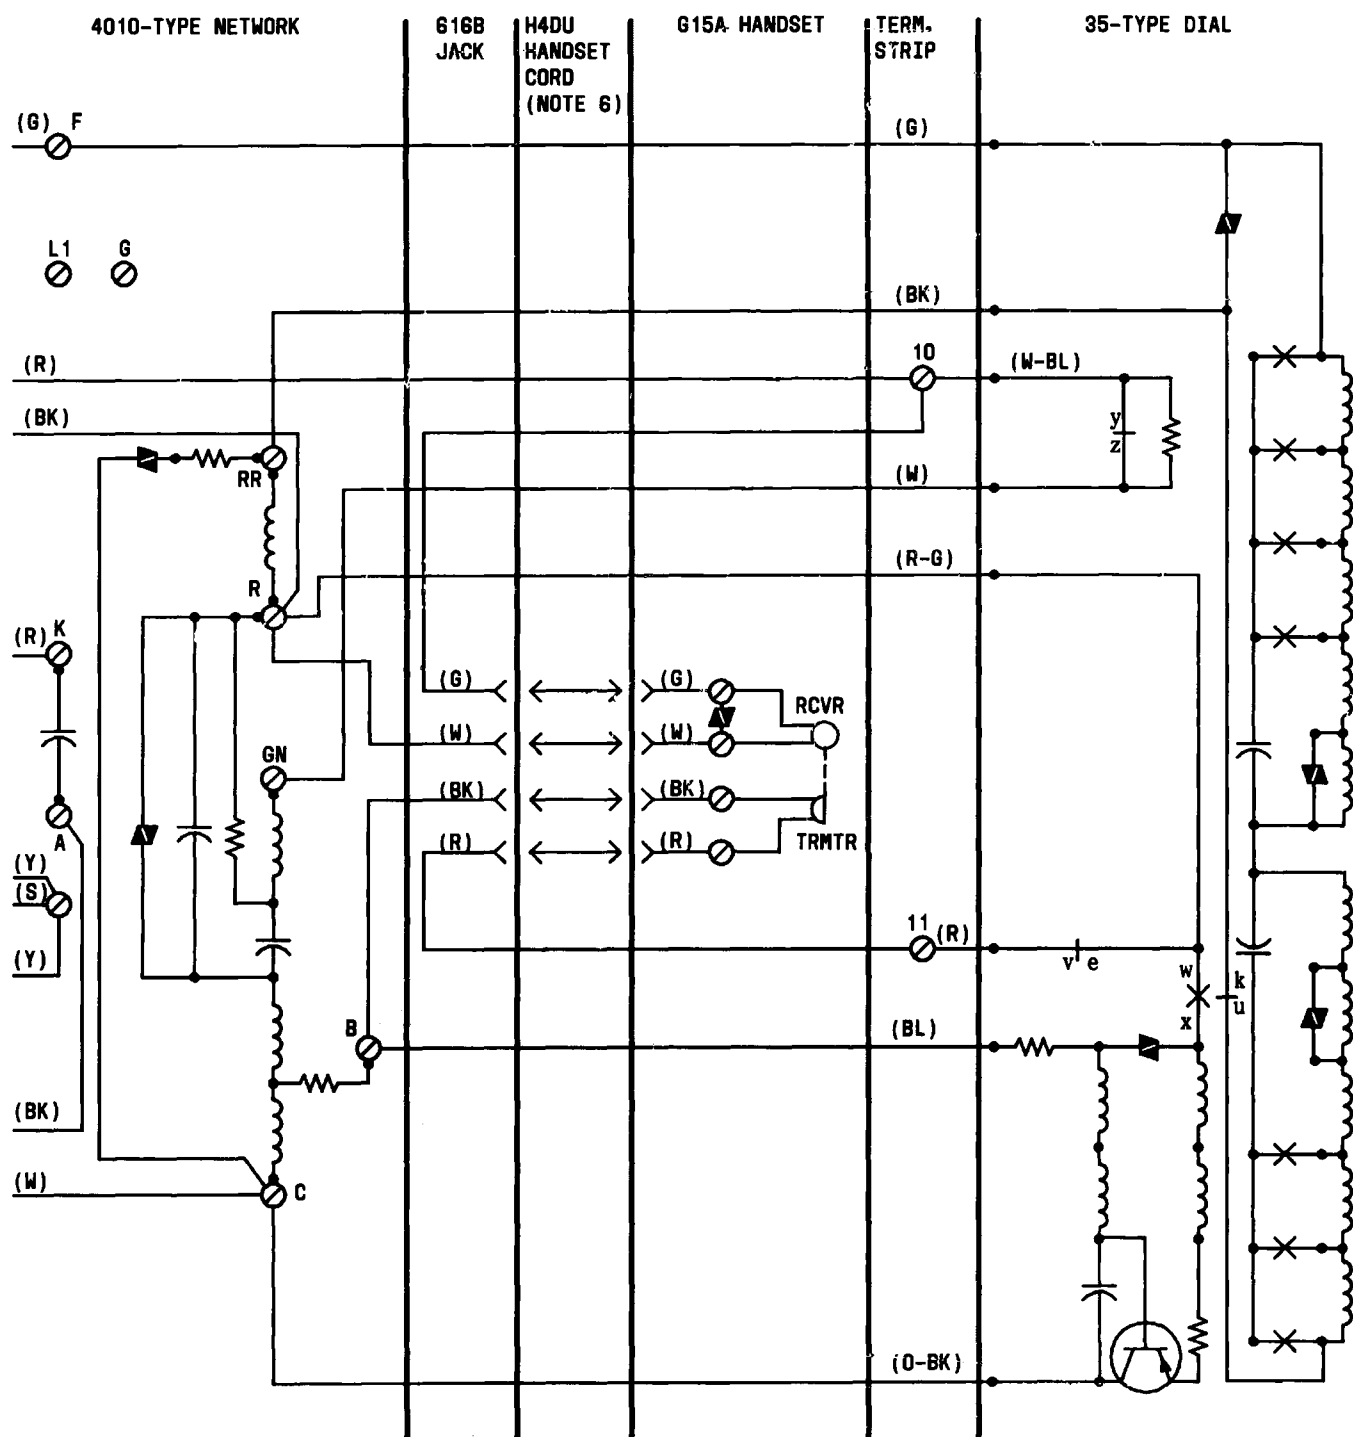 4010-TYPE NETWORK
616B JACK
H4DU HANDSET CORD (NOTE 6)
G15A HANDSET
TERM. STRIP
35-TYPE DIAL
(G) F
(G)
L1
G
(BK)
(R)
10
(W-BL)
(BK)
y
z
RR
(W)
(R-G)
R
(R) K
(G)
(G)
RCVR
(W)
(W)
GN
(BK)
(BK)
A
(R)
(R)
TRMTR
(Y)
(S)
11
(R)
(Y)
v e
w
k
u
x
B
(BL)
(BK)
(W)
C
(O-BK)